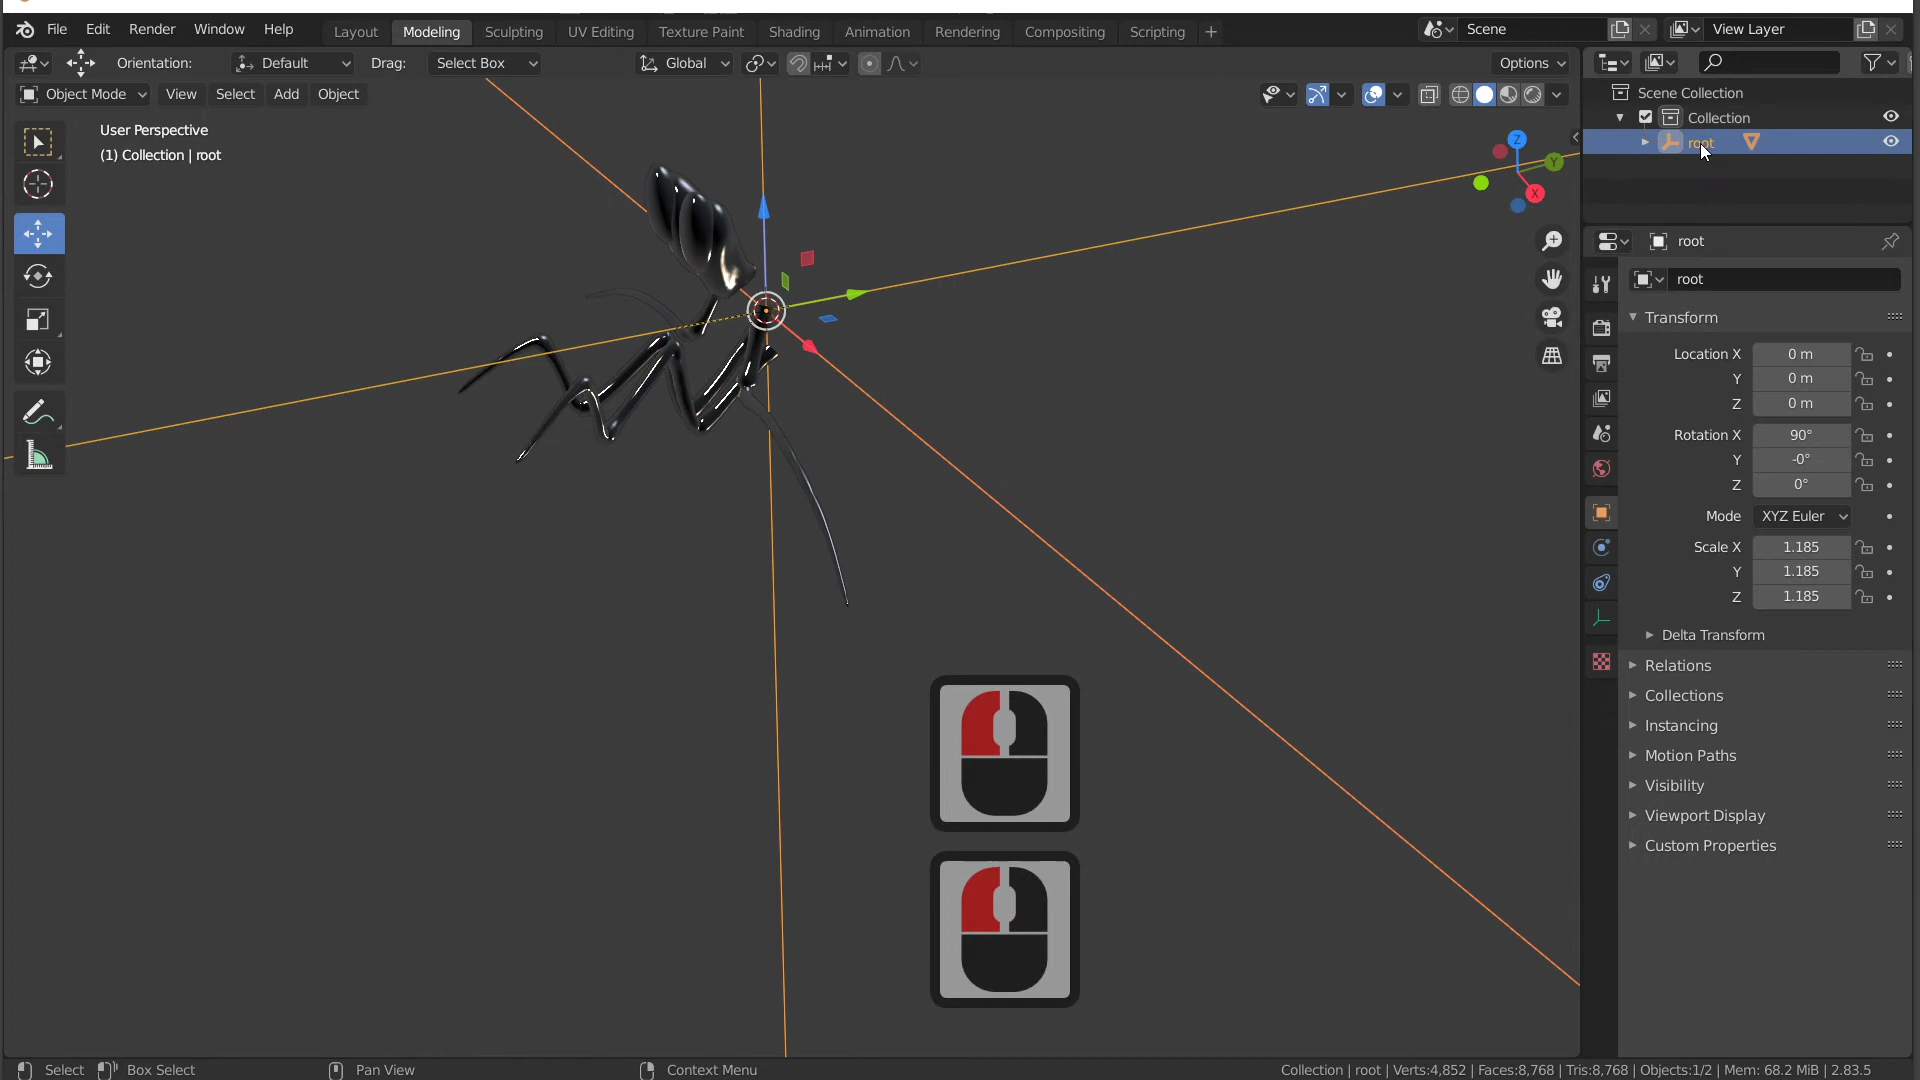 File Edit Render Window Help Layout Modeling Sculpting UV Editing Texture Paint Shading Animation Rendering Compositing Scripting + Scene View Layer
Orientation: Default Drag: Select Box Global Options
Object Mode View Select Add Object
User Perspective
(1) Collection | root
Z
Y
X
Scene Collection
Collection
root
root
root
Transform
Location X 0 m
Y 0 m
Z 0 m
Rotation X 90°
Y -0°
Z 0°
Mode XYZ Euler
Scale X 1.185
Y 1.185
Z 1.185
Delta Transform
Relations
Collections
Instancing
Motion Paths
Visibility
Viewport Display
Custom Properties
Select Box Select Pan View Context Menu Collection | root | Verts:4,852 | Faces:8,768 | Tris:8,768 | Objects:1/2 | Mem: 68.2 MiB | 2.83.5